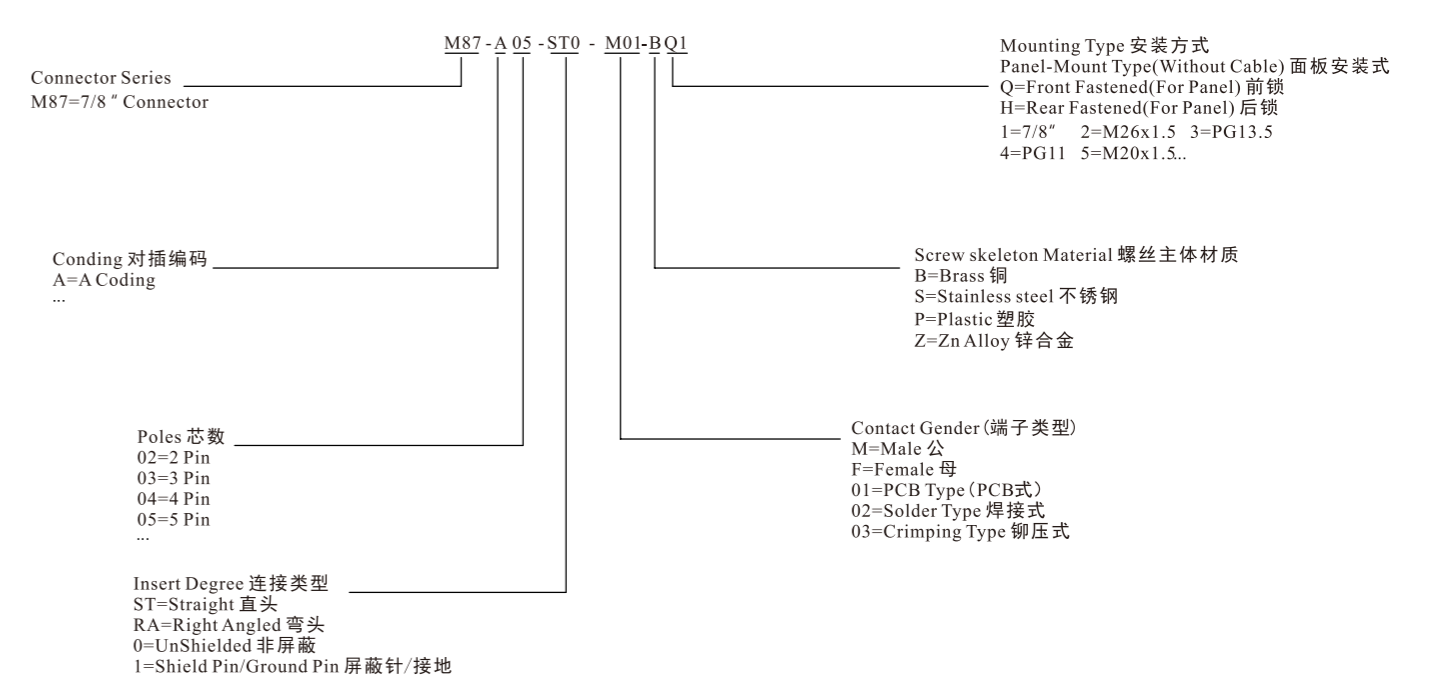 M87-A 05-ST0 - M01-BQ1
Connector Series
M87=7/8 " Connector
Mounting Type 安装方式
Panel-Mount Type(Without Cable) 面板安装式
Q=Front Fastened(For Panel) 前锁
H=Rear Fastened(For Panel) 后锁
1=7/8" 2=M26x1.5 3=PG13.5
4=PG11 5=M20x1.5...
Conding 对插编码
A=A Coding
...
Screw skeleton Material 螺丝主体材质
B=Brass 铜
S=Stainless steel 不锈钢
P=Plastic 塑胶
Z=Zn Alloy 锌合金
Poles 芯数
02=2 Pin
03=3 Pin
04=4 Pin
05=5 Pin
...
Contact Gender (端子类型)
M=Male 公
F=Female 母
01=PCB Type (PCB式)
02=Solder Type 焊接式
03=Crimping Type 铆压式
Insert Degree 连接类型
ST=Straight 直头
RA=Right Angled 弯头
0=UnShielded 非屏蔽
1=Shield Pin/Ground Pin 屏蔽针/接地